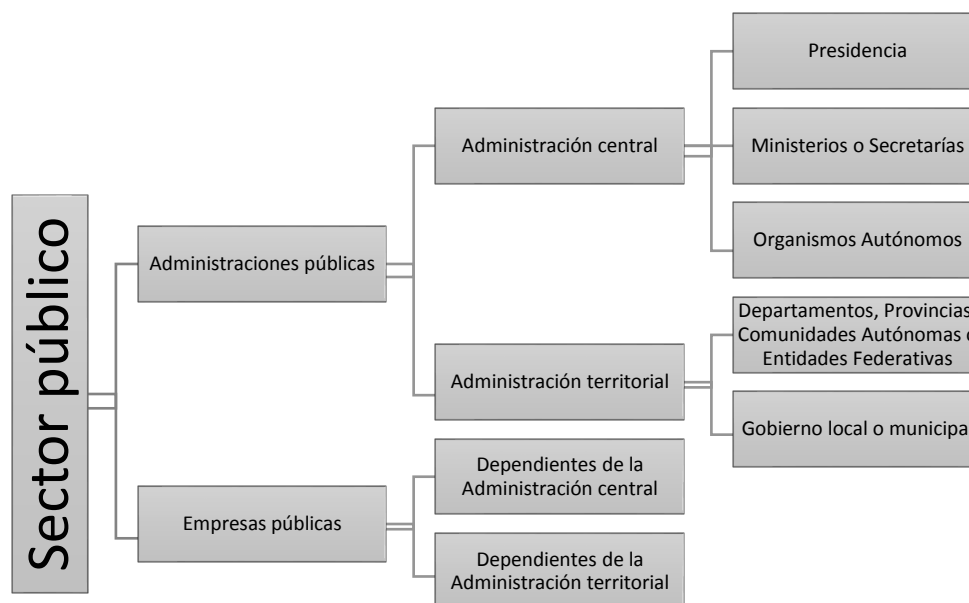 Sector público
Administraciones públicas
Administración central
Presidencia
Ministerios o Secretarías
Organismos Autónomos
Administración territorial
Departamentos, Provincias
Comunidades Autónomas
Entidades Federativas
Gobierno local o municipa
Empresas públicas
Dependientes de la
Administración central
Dependientes de la
Administración territorial